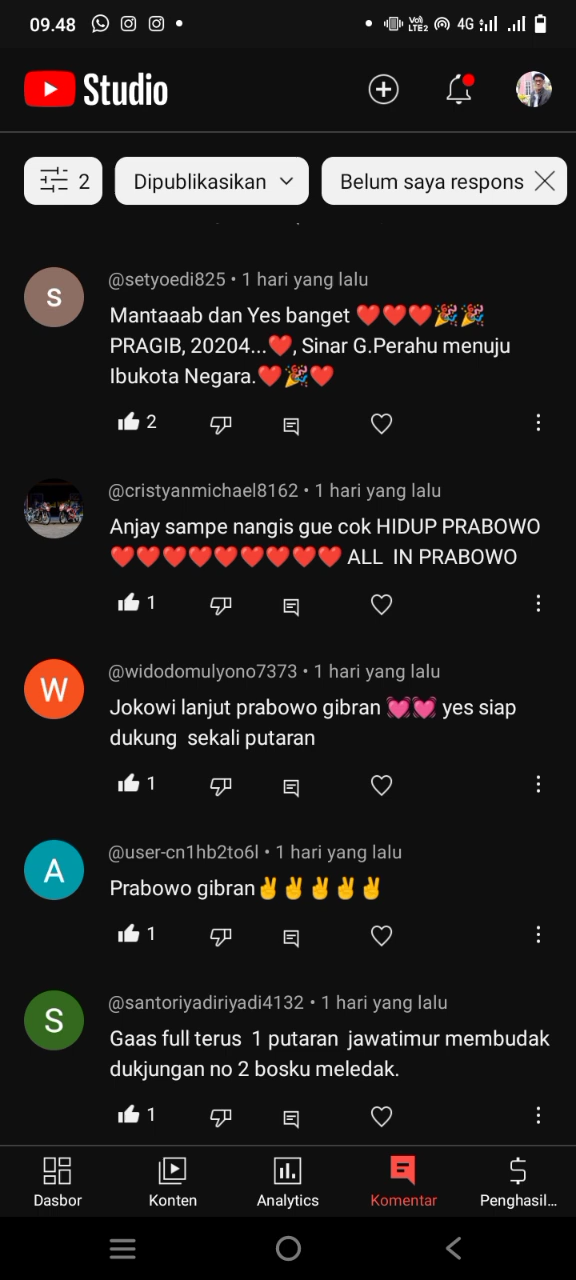 09.48 VoLTE2 4G
Studio
2 Dipublikasikan Belum saya respons
S
@setyoedi825 • 1 hari yang lalu
Mantaaab dan Yes banget ❤️❤️❤️🎉🎉
PRAGIB, 20204...❤️, Sinar G.Perahu menuju
Ibukota Negara.❤️🎉❤️
2
@cristyanmichael8162 • 1 hari yang lalu
Anjay sampe nangis gue cok HIDUP PRABOWO
❤️❤️❤️❤️❤️❤️❤️❤️❤️ ALL IN PRABOWO
1
W
@widodomulyono7373 • 1 hari yang lalu
Jokowi lanjut prabowo gibran 💓💓 yes siap
dukung sekali putaran
1
A
@user-cn1hb2to6l • 1 hari yang lalu
Prabowo gibran✌️✌️✌️✌️✌️
1
S
@santoriyadiriyadi4132 • 1 hari yang lalu
Gaas full terus 1 putaran jawatimur membudak
dukjungan no 2 bosku meledak.
1
Dasbor Konten Analytics Komentar Penghasil...